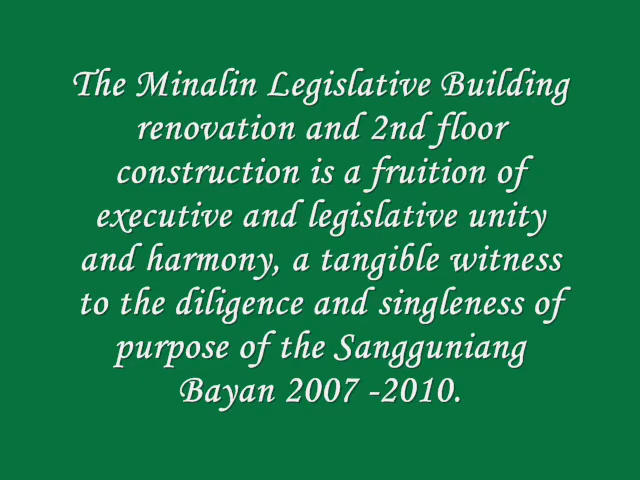 The Minalin Legislative Building
renovation and 2nd floor
construction is a fruition of
executive and legislative unity
and harmony, a tangible witness
to the diligence and singleness of
purpose of the Sangguniang
Bayan 2007 -2010.